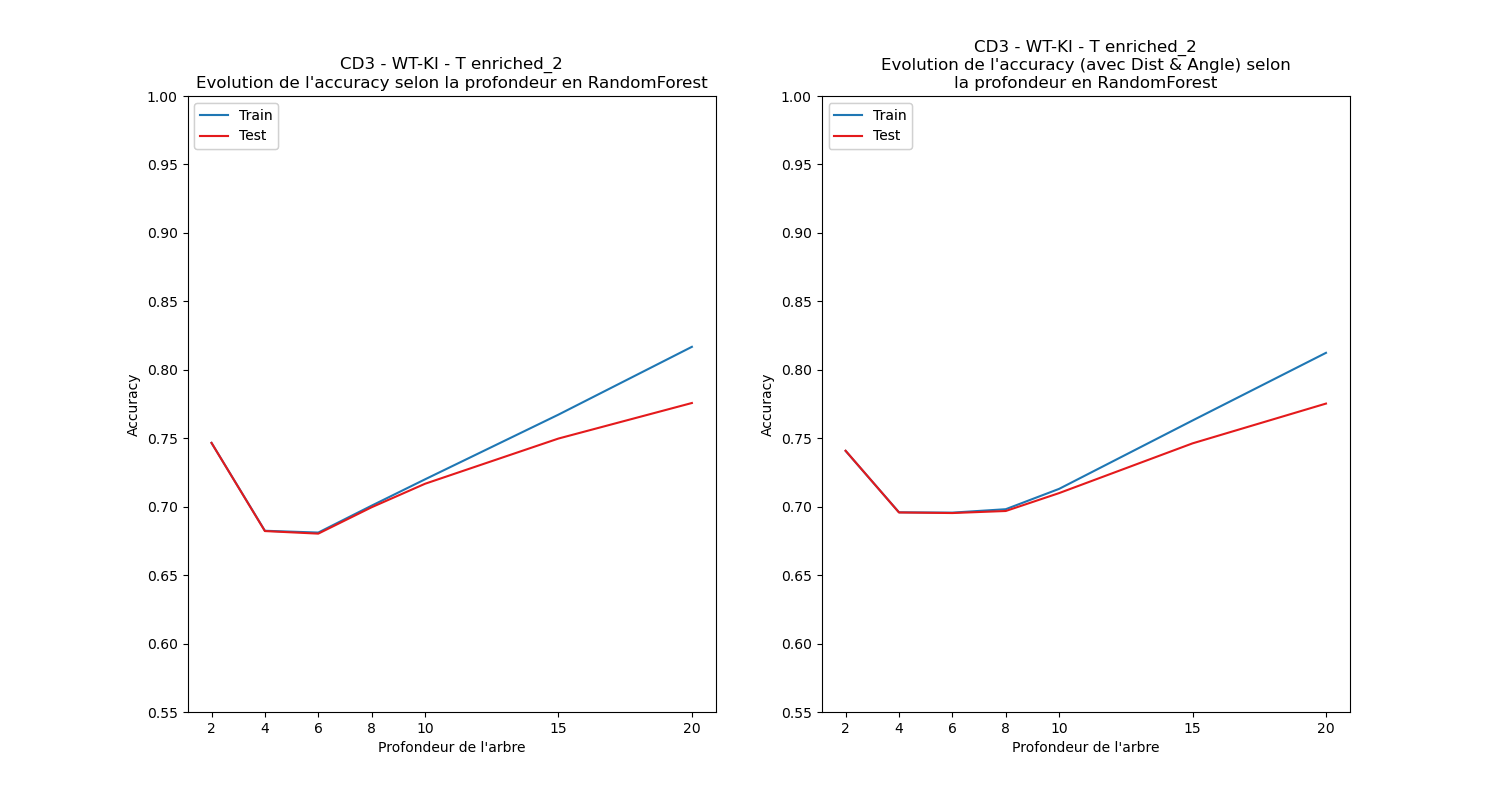 CD3 - WT-KI - T enriched_2
Evolution de l'accuracy selon la profondeur en RandomForest
Train
Test
1.00
0.95
0.90
0.85
0.80
0.75
0.70
0.65
0.60
0.55
Accuracy
2 4 6 8 10 15 20
Profondeur de l'arbre
CD3 - WT-KI - T enriched_2
Evolution de l'accuracy (avec Dist & Angle) selon
la profondeur en RandomForest
Train
Test
1.00
0.95
0.90
0.85
0.80
0.75
0.70
0.65
0.60
0.55
Accuracy
2 4 6 8 10 15 20
Profondeur de l'arbre